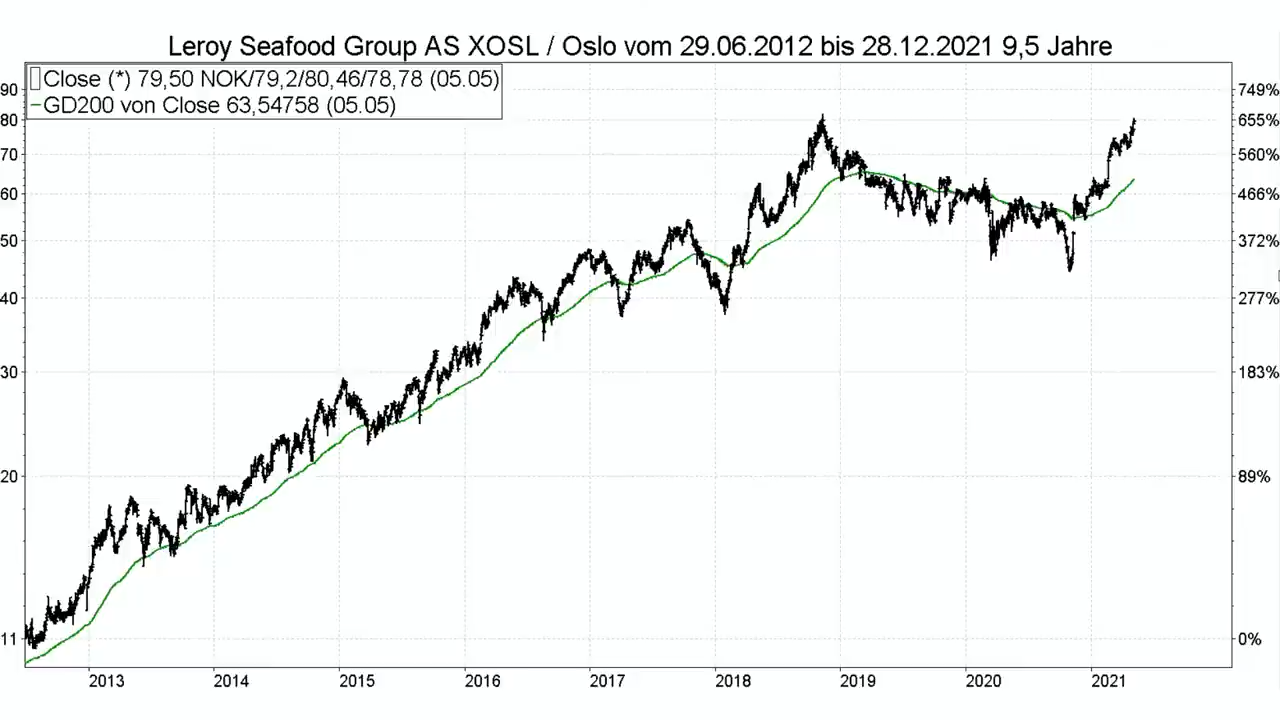 Leroy Seafood Group AS XOSL / Oslo vom 29.06.2012 bis 28.12.2021 9,5 Jahre
Close (*) 79,50 NOK/79,2/80,46/78,78 (05.05)
GD200 von Close 63,54758 (05.05)
90 749%
80 655%
70 560%
60 466%
50 372%
40 277%
30 183%
20 89%
11 0%
2013 2014 2015 2016 2017 2018 2019 2020 2021